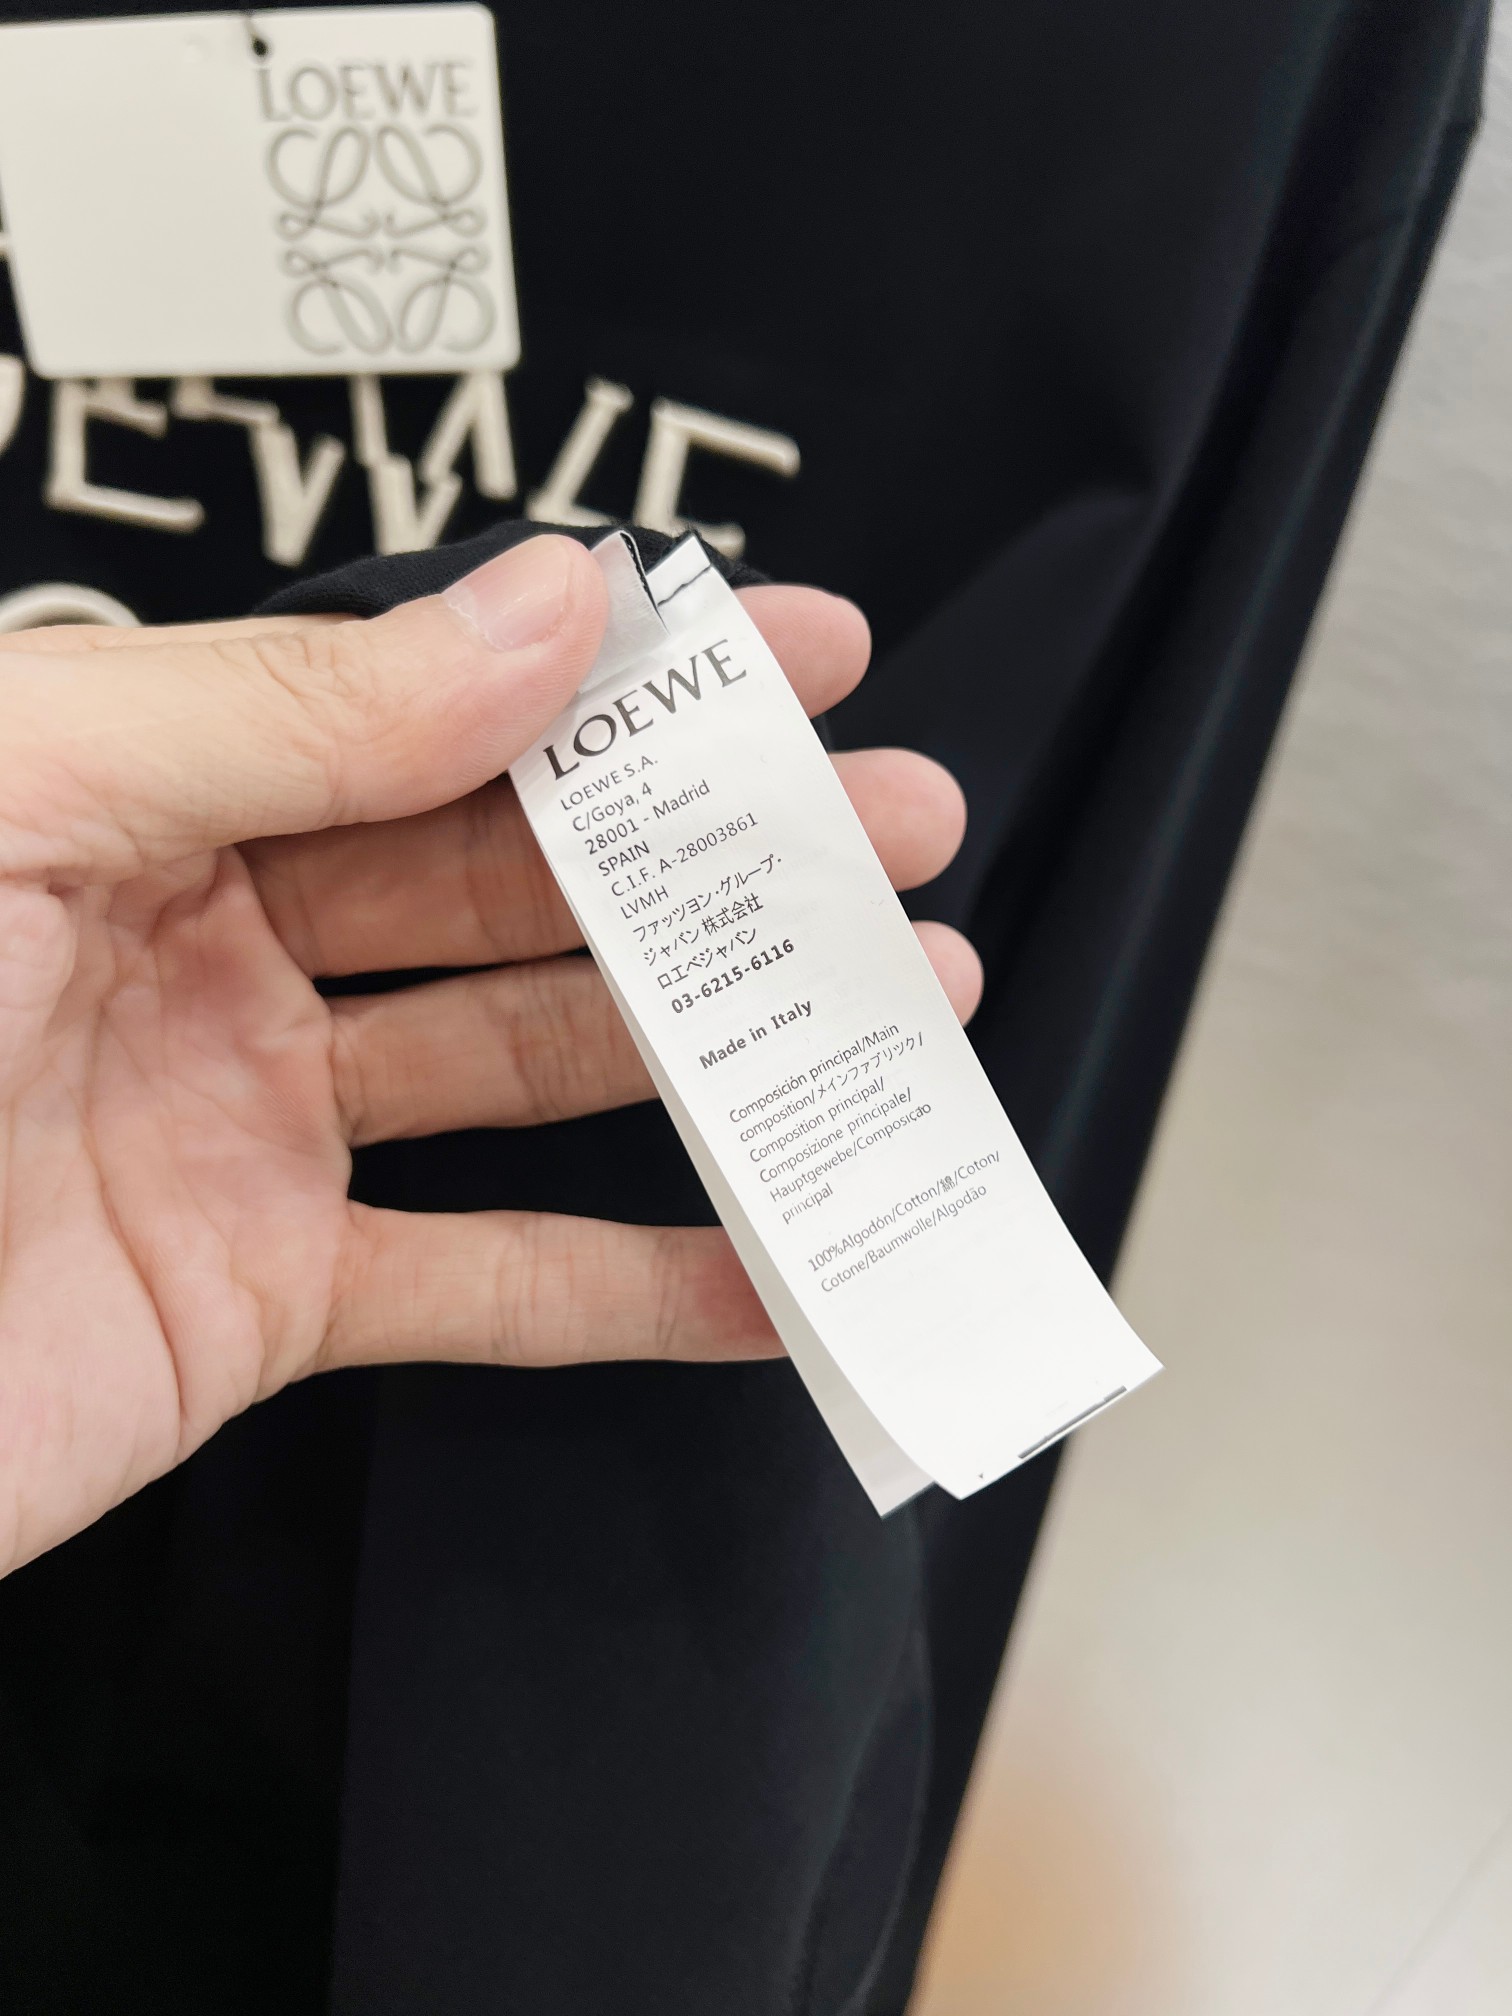 LOEWE
LOEWE
LOEWE S.A.
C/Goya, 4
28001 - Madrid
SPAIN
C.I.F. A-28003861
LVMH
ファッツヨン・グループ・
ジャバン 株式会社
ロエベジャバン
03-6215-6116
Made in Italy
Composición principal/Main
composition/メインファブリック/
Composition principal/
Composizione principale/
Hauptgewebe/Composição
principal
100%Algodón/Cotton/綿/Coton/
Cotone/Baumwolle/Algodão